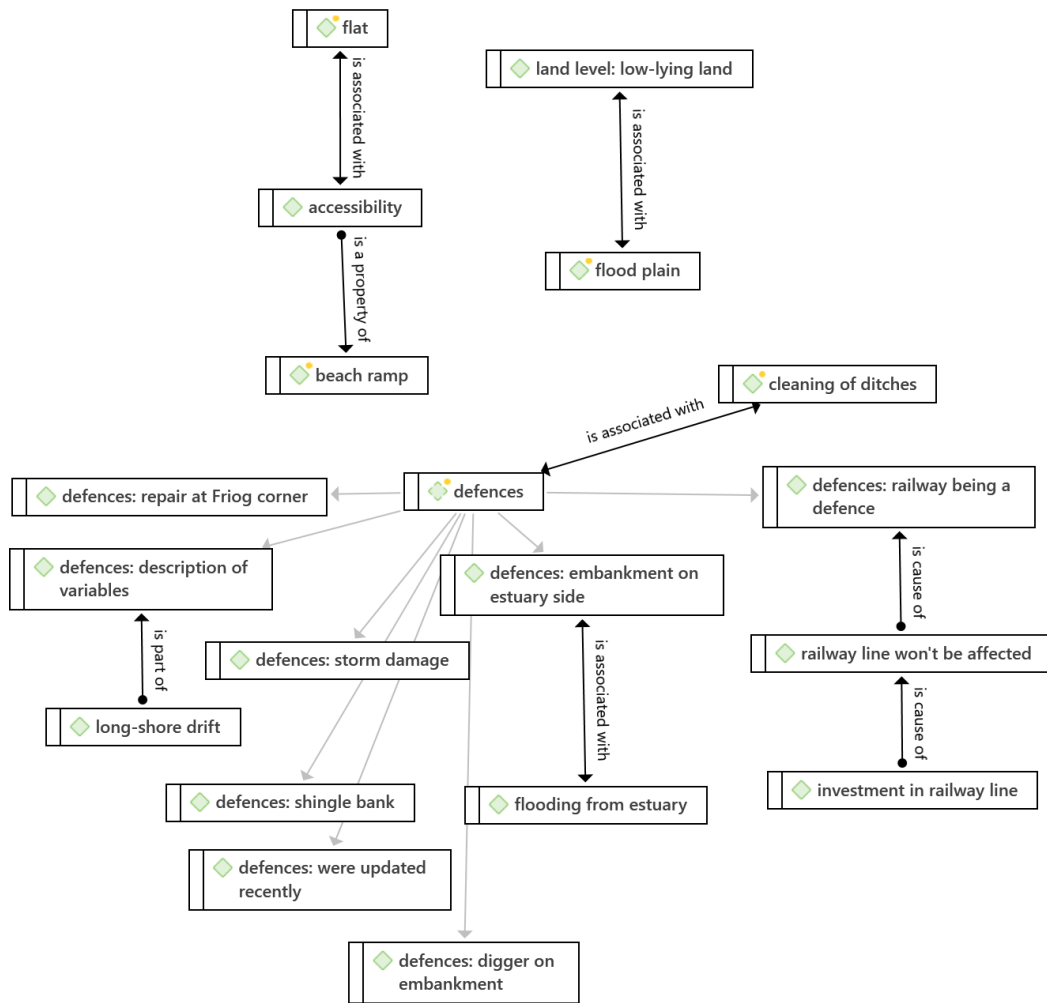 flat
land level: low-lying land
is associated with
is associated with
accessibility
is a property of
flood plain
beach ramp
cleaning of ditches
is associated with
defences: repair at Friog corner
defences
defences: railway being a
defence
defences: description of
variables
defences: embankment on
estuary side
is cause of
is part of
defences: storm damage
is associated with
railway line won't be affected
long-shore drift
is cause of
defences: shingle bank
flooding from estuary
investment in railway line
defences: were updated
recently
defences: digger on
embankment